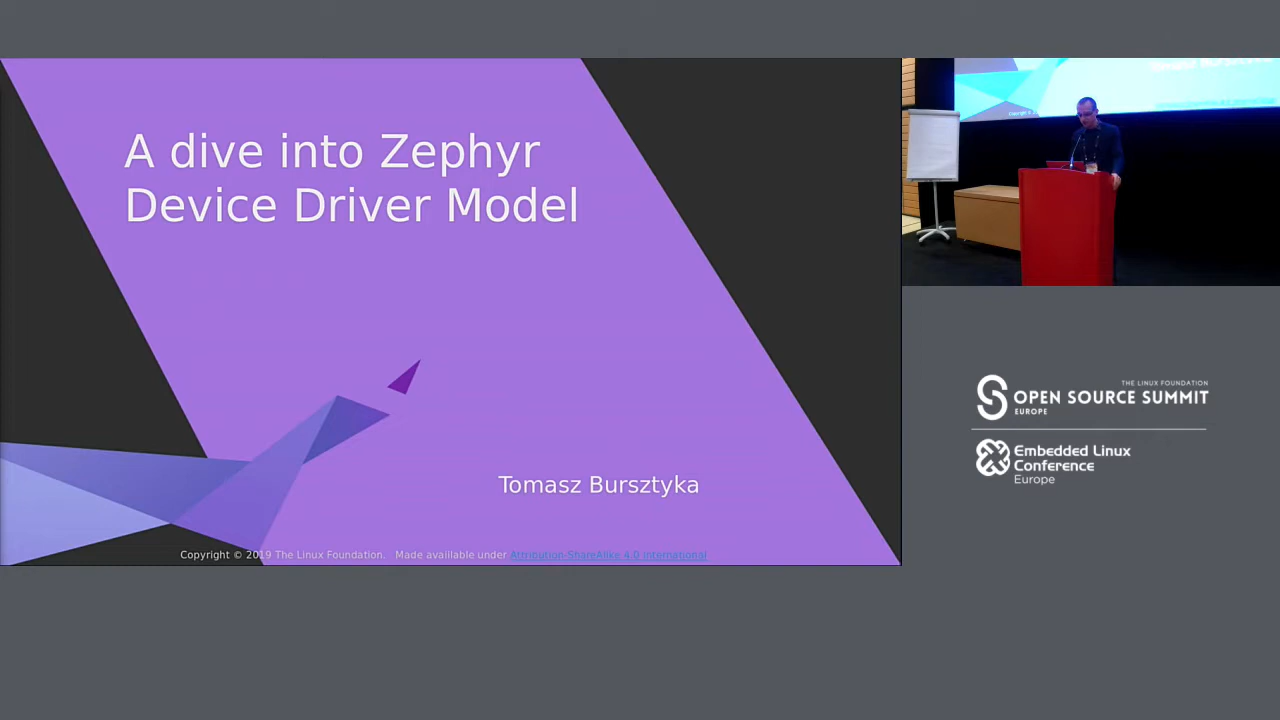 A dive into Zephyr
Device Driver Model
Tomasz Bursztyka
Copyright © 2019 The Linux Foundation. Made available under Attribution-ShareAlike 4.0 International
THE LINUX FOUNDATION
OPEN SOURCE SUMMIT
EUROPE
Embedded Linux
Conference
Europe